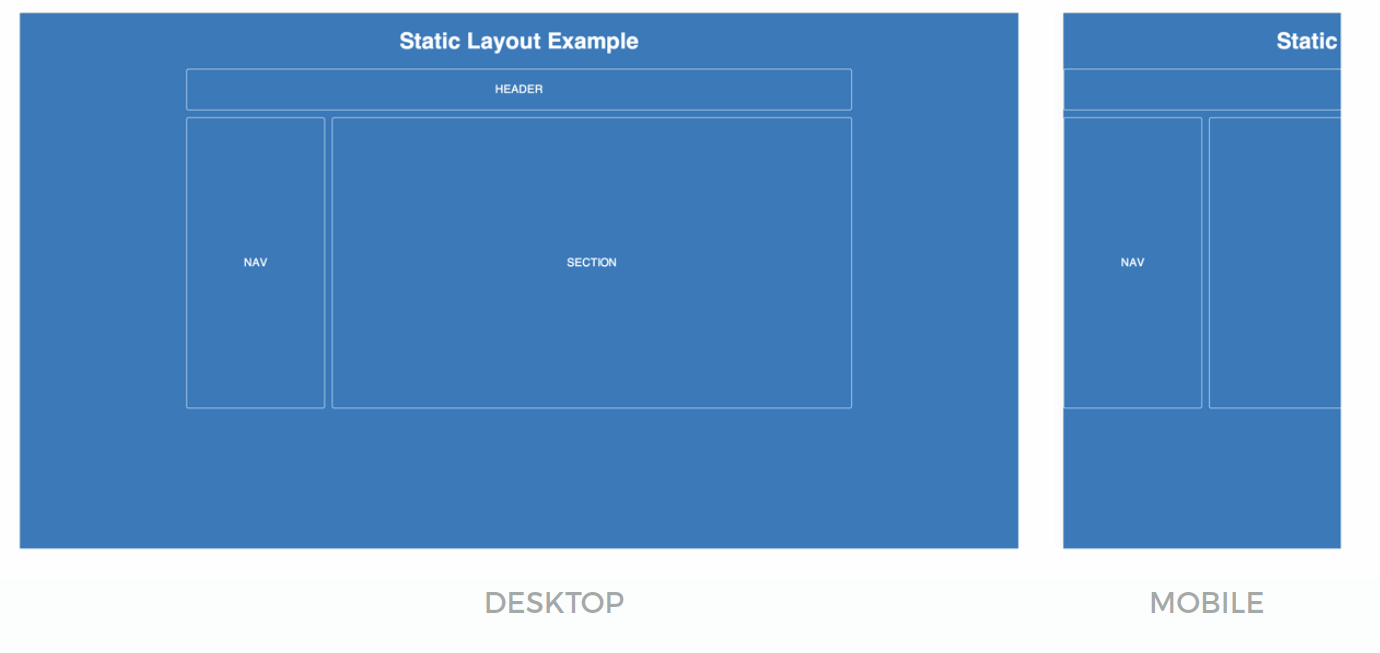 Static Layout Example
HEADER
NAV
SECTION
Static
NAV
DESKTOP
MOBILE